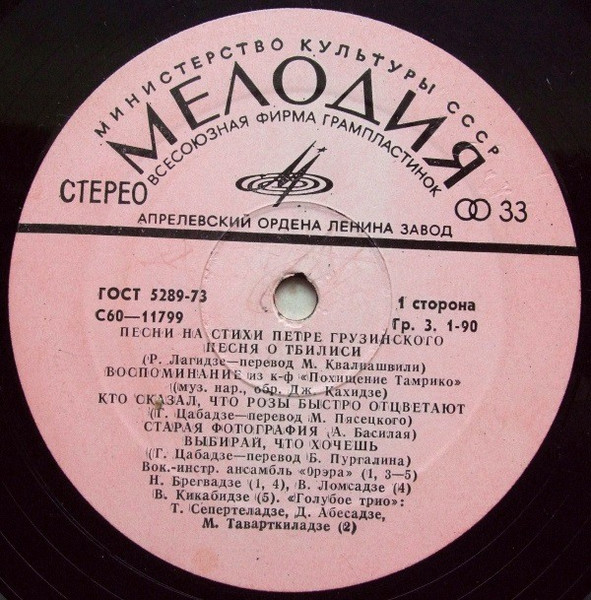 МИНИСТЕРСТВО КУЛЬТУРЫ СССР
МЕЛОДИЯ
ВСЕСОЮЗНАЯ ФИРМА ГРАМПЛАСТИНОК
СТЕРЕО
33
АПРЕЛЕВСКИЙ ОРДЕНА ЛЕНИНА ЗАВОД
ГОСТ 5289-73
1 сторона
С60—11799
Гр. 3. 1-90
ПЕСНИ НА СТИХИ ПЕТРЕ ГРУЗИНСКОГО
ПЕСНЯ О ТБИЛИСИ
(Р. Лагидзе—перевод М. Квалиашвили)
ВОСПОМИНАНИЕ из к-ф «Похищение Тамрико»
(муз. нар., обр. Дж. Кахидзе)
КТО СКАЗАЛ, ЧТО РОЗЫ БЫСТРО ОТЦВЕТАЮТ
(Г. Цабадзе—перевод М. Пясецкого)
СТАРАЯ ФОТОГРАФИЯ (А. Басилая)
ВЫБИРАЙ, ЧТО ХОЧЕШЬ
(Г. Цабадзе—перевод Б. Пургалина)
Вок.-инстр. ансамбль «Орэра» (1, 3—5)
Н. Брегвадзе (1, 4), В. Ломсадзе (4)
В. Кикабидзе (5). «Голубое трио»:
Т. Сепертеладзе, Д. Абесадзе,
М. Таварткиладзе (2)